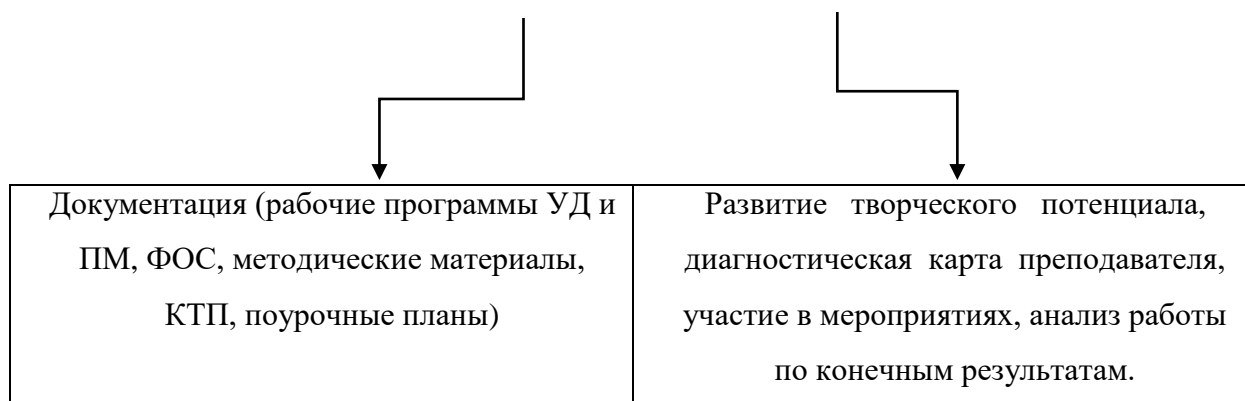 Документация (рабочие программы УД и
ПМ, ФОС, методические материалы,
КТП, поурочные планы)
Развитие творческого потенциала,
диагностическая карта преподавателя,
участие в мероприятиях, анализ работы
по конечным результатам.